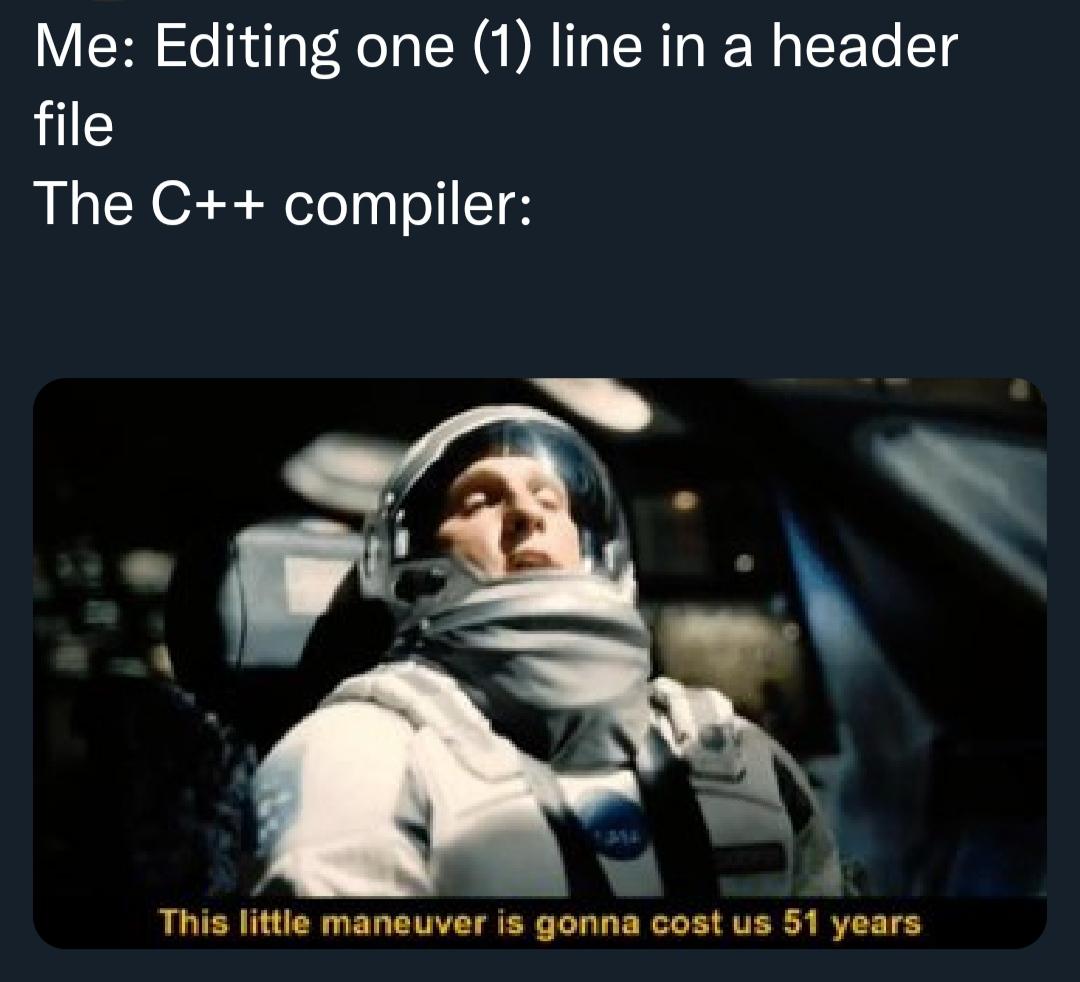 Me: Editing one (1) line in a header
file
The C++ compiler:
NASA
This little maneuver is gonna cost us 51 years